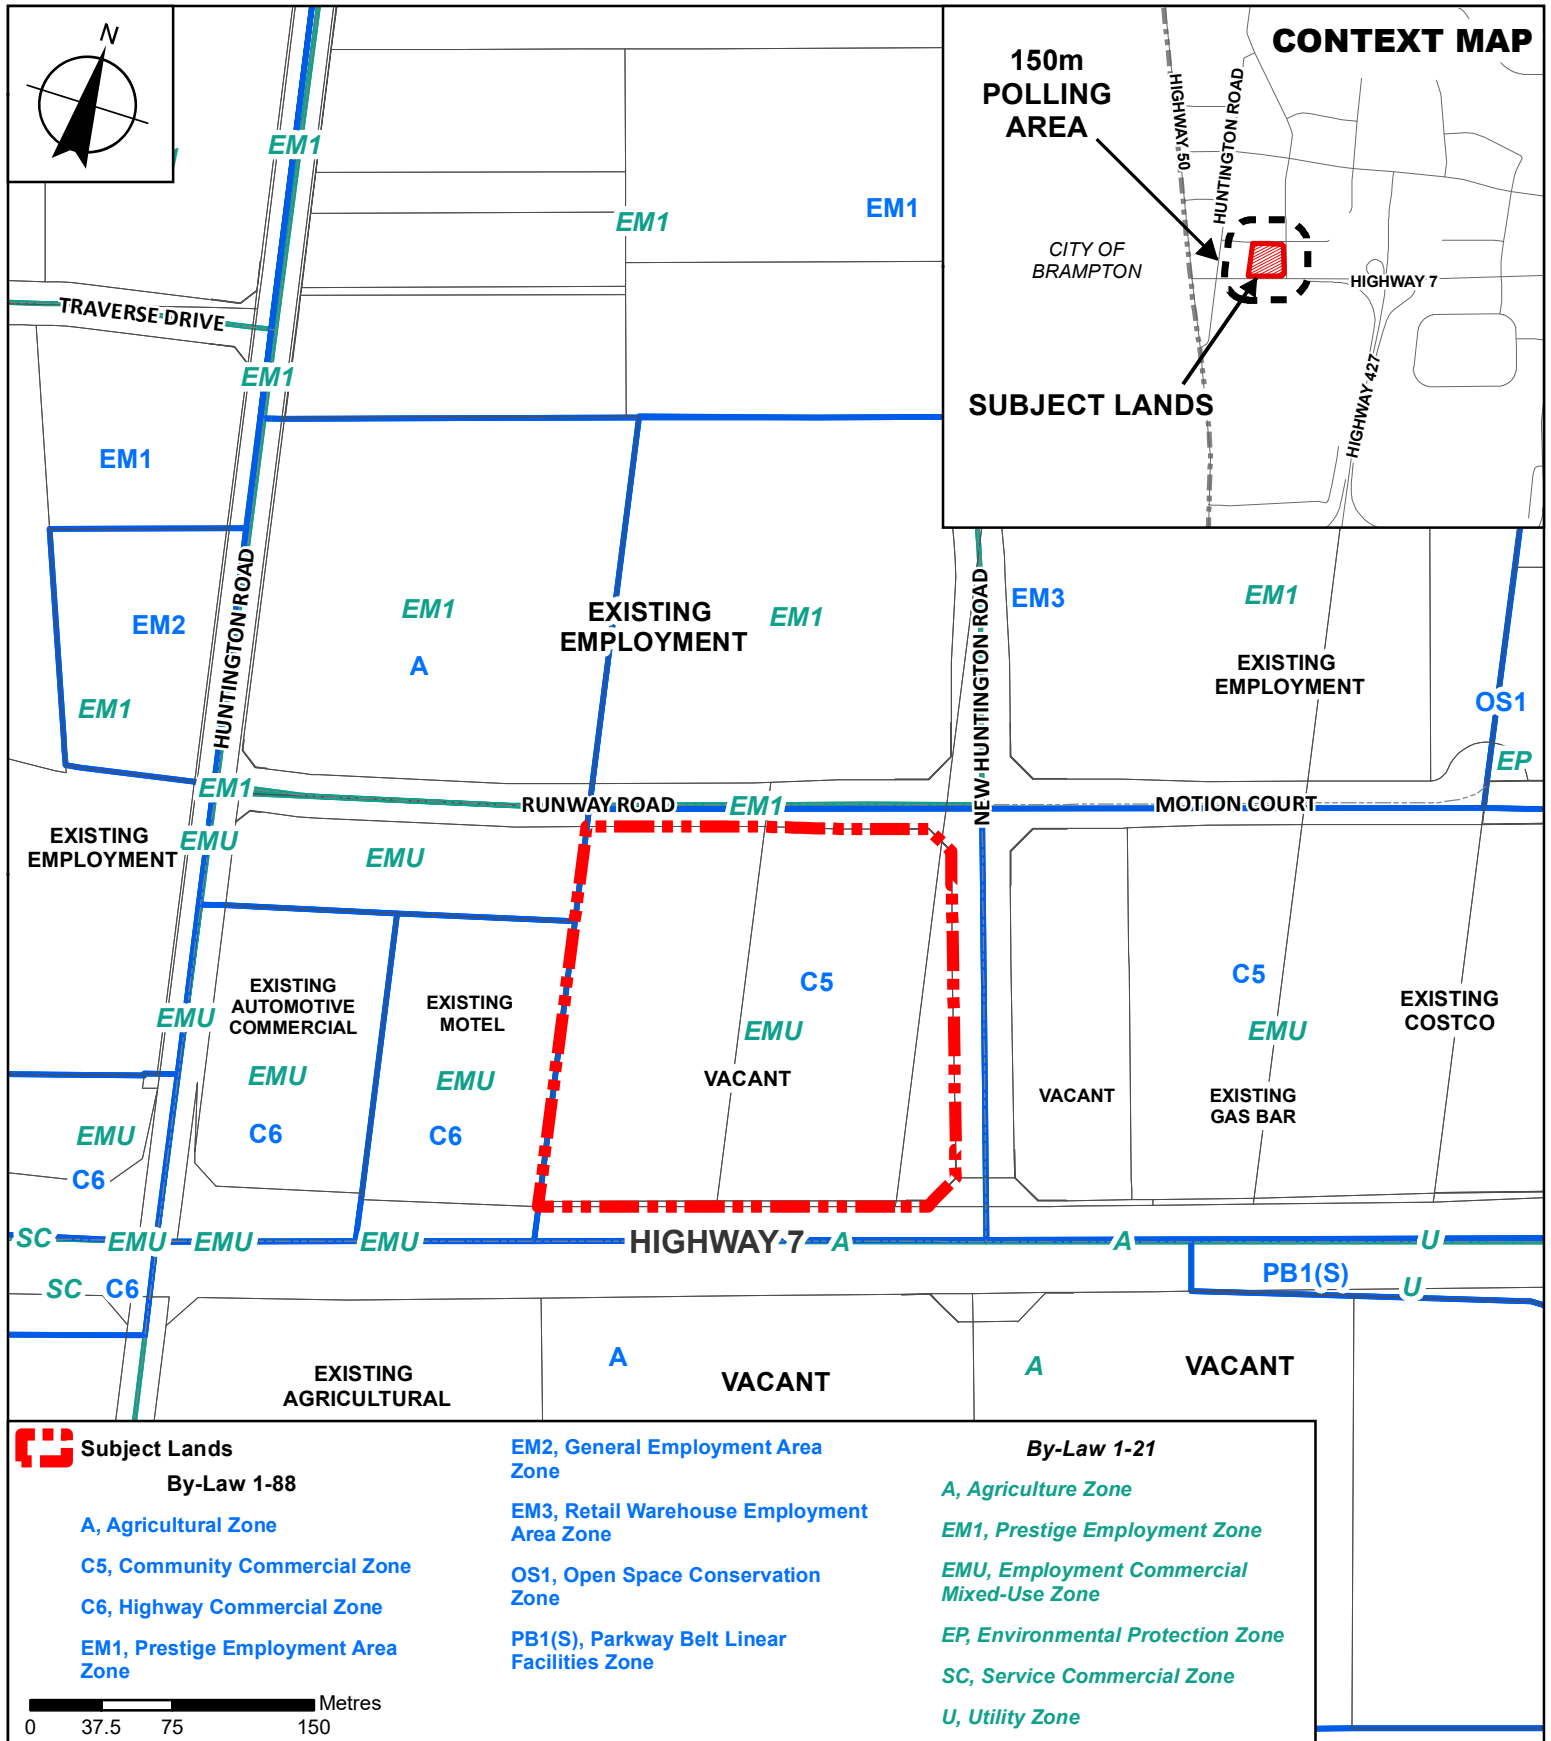 N
CONTEXT MAP
150m
POLLING
AREA
HIGHWAY 50
HUNTINGTON ROAD
CITY OF
BRAMPTON
HIGHWAY 7
HIGHWAY 427
SUBJECT LANDS
EM1
EM1
EM1
TRAVERSE DRIVE
EM1
EM1
HUNTINGTON ROAD
EM2
EM1
EM1
A
EXISTING
EMPLOYMENT
EM1
NEW HUNTINGTON ROAD
EM3
EM1
EXISTING
EMPLOYMENT
OS1
EP
EM1
RUNWAY ROAD
EM1
MOTION COURT
EXISTING
EMPLOYMENT
EMU
EMU
EXISTING
AUTOMOTIVE
COMMERCIAL
EXISTING
MOTEL
C5
EMU
VACANT
C5
EMU
EXISTING
COSTCO
EMU
EMU
EMU
VACANT
EXISTING
GAS BAR
EMU
C6
C6
C6
SC
EMU
EMU
EMU
HIGHWAY 7
A
A
U
SC
C6
PB1(S)
U
EXISTING
AGRICULTURAL
A
VACANT
A
VACANT
Subject Lands
By-Law 1-88
A, Agricultural Zone
C5, Community Commercial Zone
C6, Highway Commercial Zone
EM1, Prestige Employment Area
Zone
EM2, General Employment Area
Zone
EM3, Retail Warehouse Employment
Area Zone
OS1, Open Space Conservation
Zone
PB1(S), Parkway Belt Linear
Facilities Zone
By-Law 1-21
A, Agriculture Zone
EM1, Prestige Employment Zone
EMU, Employment Commercial
Mixed-Use Zone
EP, Environmental Protection Zone
SC, Service Commercial Zone
U, Utility Zone
Metres
0 37.5 75 150